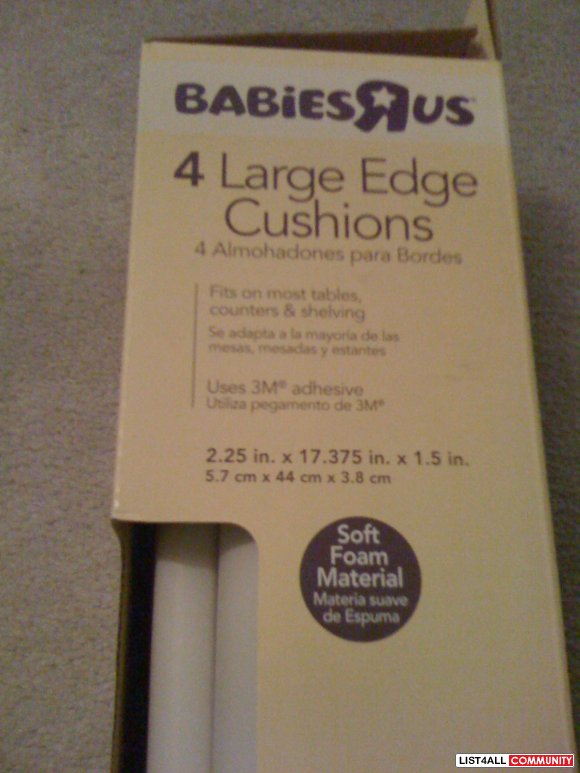 BABIES R US
4 Large Edge
Cushions
4 Almohadones para Bordes
Fits on most tables,
counters & shelving
Se adapta a la mayoría de las
mesas, mesadas y estantes
Uses 3M® adhesive
Utiliza pegamento de 3M®
2.25 in. x 17.375 in. x 1.5 in.
5.7 cm x 44 cm x 3.8 cm
Soft
Foam
Material
Materia suave
de Espuma
LIST4ALL COMMUNITY